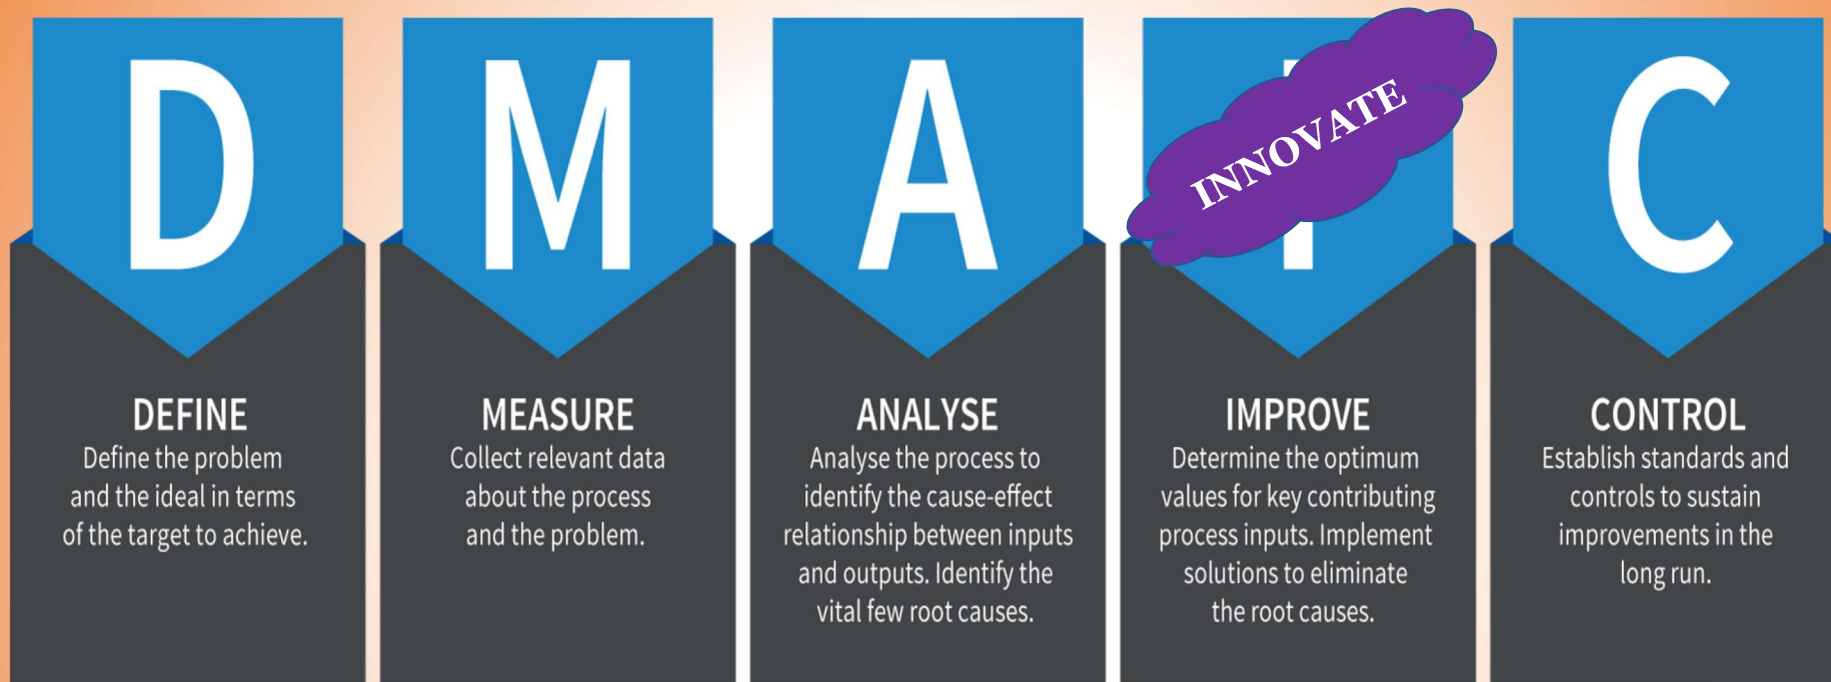 D
DEFINE
Define the problem
and the ideal in terms
of the target to achieve.
M
MEASURE
Collect relevant data
about the process
and the problem.
A
ANALYSE
Analyse the process to
identify the cause-effect
relationship between inputs
and outputs. Identify the
vital few root causes.
INNOVATE
IMPROVE
Determine the optimum
values for key contributing
process inputs. Implement
solutions to eliminate
the root causes.
C
CONTROL
Establish standards and
controls to sustain
improvements in the
long run.